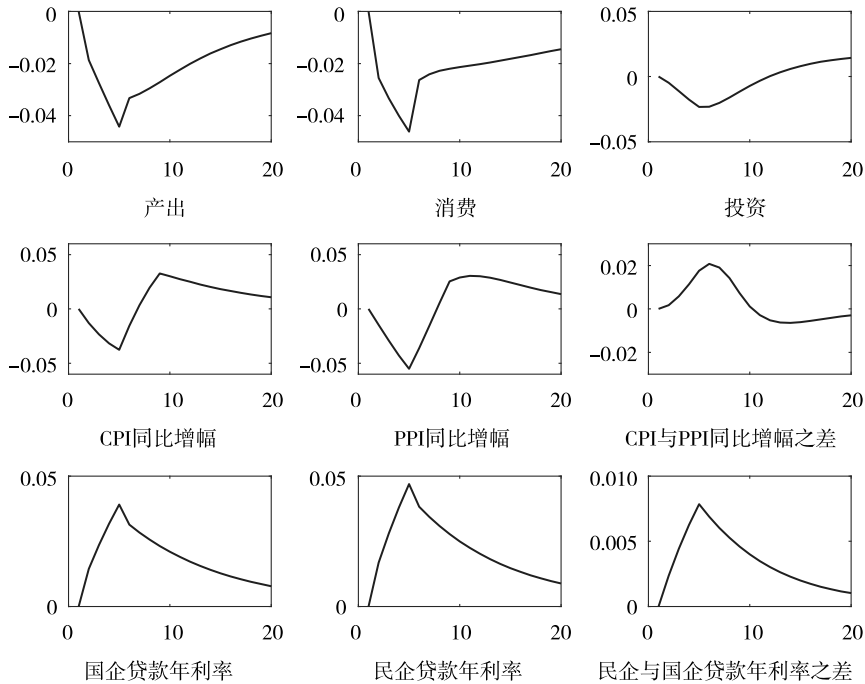 0 0 0.05
−0.02 −0.02 0
−0.04 −0.04 −0.05
0 10 20 0 10 20 0 10 20
产出 消费 投资
0.05 0.05 0.02
0 0 0
−0.05 −0.05 −0.02
0 10 20 0 10 20 0 10 20
CPI同比增幅 PPI同比增幅 CPI与PPI同比增幅之差
0.05 0.05 0.010
0.005
0 0 0
0 10 20 0 10 20 0 10 20
国企贷款年利率 民企贷款年利率 民企与国企贷款年利率之差